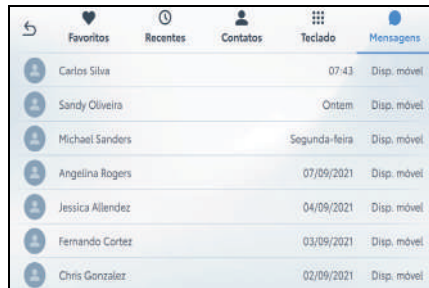 Favoritos Recentes Contatos Teclado Mensagens
Carlos Silva 07:43 Disp. móvel
Sandy Oliveira Ontem Disp. móvel
Michael Sanders Segunda-feira Disp. móvel
Angelina Rogers 07/09/2021 Disp. móvel
Jessica Allendez 04/09/2021 Disp. móvel
Fernando Cortez 03/09/2021 Disp. móvel
Chris Gonzalez 02/09/2021 Disp. móvel